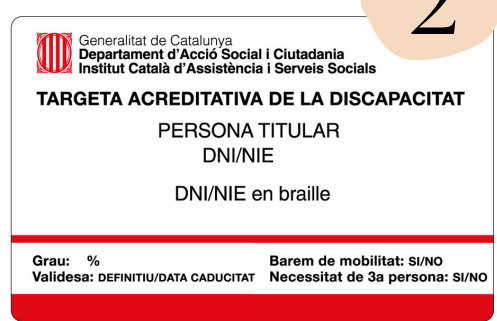 2
Generalitat de Catalunya
Departament d'Acció Social i Ciutadania
Institut Català d'Assistència i Serveis Socials
TARGETA ACREDITATIVA DE LA DISCAPACITAT
PERSONA TITULAR
DNI/NIE
DNI/NIE en braille
Grau: % Barem de mobilitat: SI/NO
Validesa: DEFINITIU/DATA CADUCITAT Necessitat de 3a persona: SI/NO